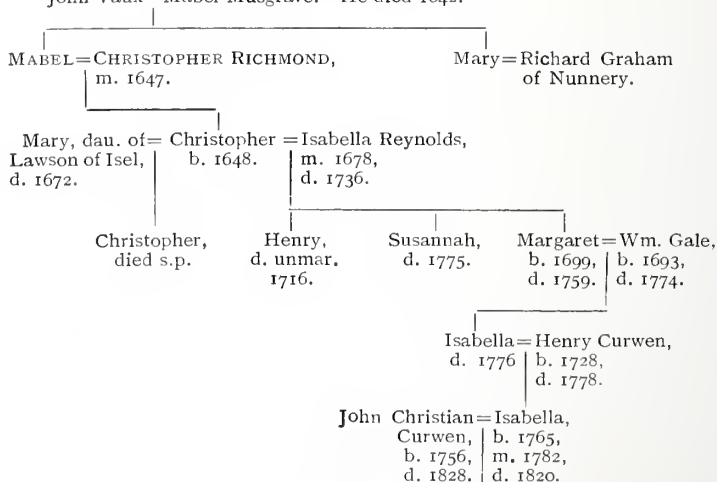 John Vaux = Mabel Musgrave. He died 1642.
MABEL=CHRISTOPHER RICHMOND,
m. 1647.
Mary=Richard Graham
of Nunnery.
Mary, dau. of= Christopher =Isabella Reynolds,
Lawson of Isel, b. 1648. m. 1678,
d. 1672. d. 1736.
Christopher, Henry, Susannah, Margaret=Wm. Gale,
died s.p. d. unmar. d. 1775. b. 1699, b. 1693,
1716. d. 1759. d. 1774.
Isabella=Henry Curwen,
d. 1776 b. 1728,
d. 1778.
John Christian=Isabella,
Curwen, b. 1765,
b. 1756, m. 1782,
d. 1828. d. 1820.